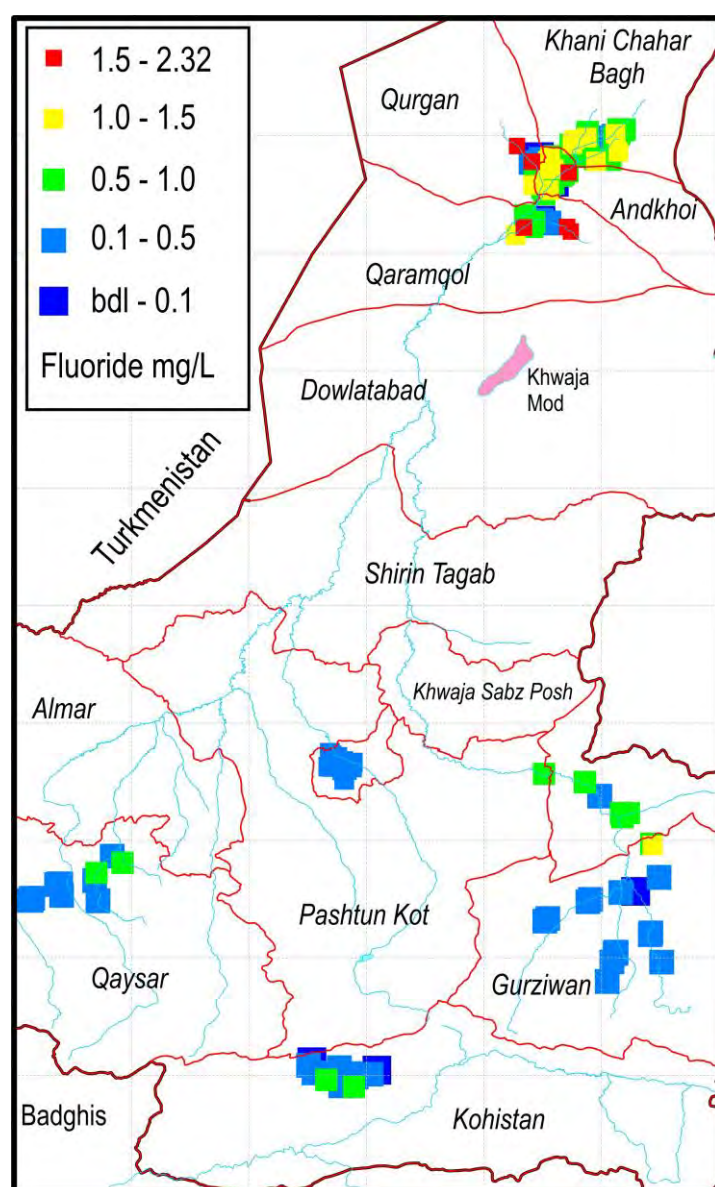 1.5 - 2.32
1.0 - 1.5
0.5 - 1.0
0.1 - 0.5
bdl - 0.1
Fluoride mg/L
Khani Chahar
Bagh
Qurgan
Andkhoi
Qaramqol
Dowlatabad
Khwaja
Mod
Turkmenistan
Shirin Tagab
Khwaja Sabz Posh
Almar
Pashtun Kot
Qaysar
Gurziwan
Badghis
Kohistan